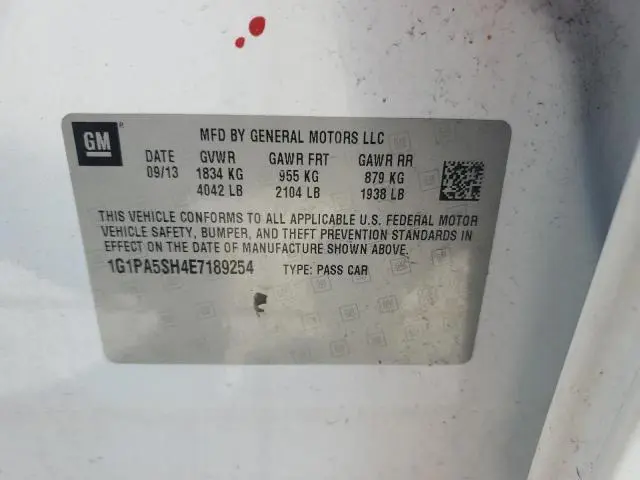 GM
MFD BY GENERAL MOTORS LLC
DATE GVWR GAWR FRT GAWR RR
09/13 1834 KG 955 KG 879 KG
4042 LB 2104 LB 1938 LB
THIS VEHICLE CONFORMS TO ALL APPLICABLE U.S. FEDERAL MOTOR
VEHICLE SAFETY, BUMPER, AND THEFT PREVENTION STANDARDS IN
EFFECT ON THE DATE OF MANUFACTURE SHOWN ABOVE.
1G1PA5SH4E7189254 TYPE: PASS CAR